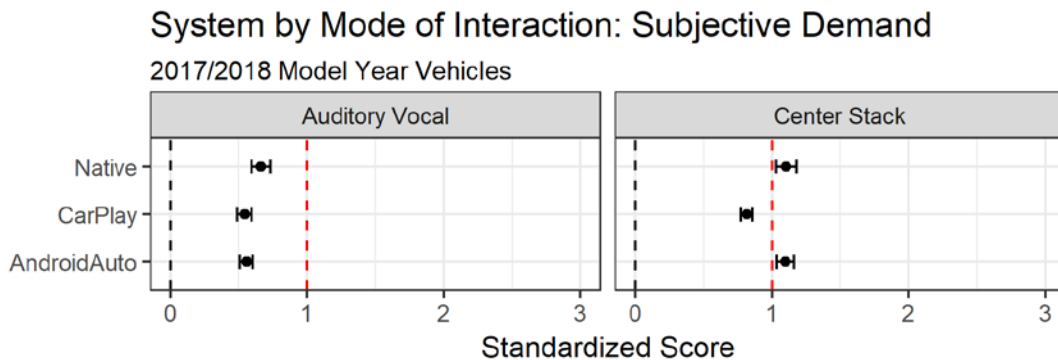 System by Mode of Interaction: Subjective Demand
2017/2018 Model Year Vehicles
Auditory Vocal
Center Stack
Native
CarPlay
AndroidAuto
0 1 2 3
0 1 2 3
Standardized Score